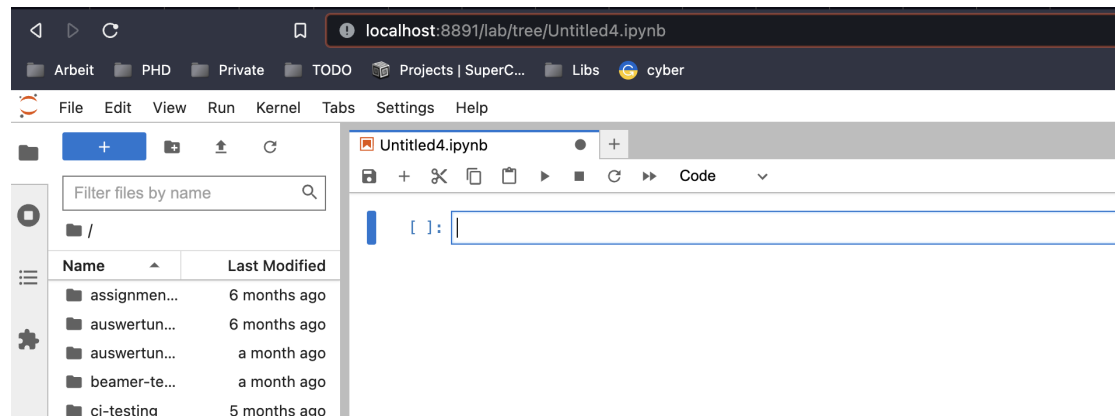 localhost:8891/lab/tree/Untitled4.ipynb
Arbeit PHD Private TODO Projects | SuperC... Libs cyber
File Edit View Run Kernel Tabs Settings Help
Untitled4.ipynb
Code
Filter files by name
/
[ ]:
Name Last Modified
assignmen... 6 months ago
auswertun... 6 months ago
auswertun... a month ago
beamer-te... a month ago
ci-testing 5 months ago